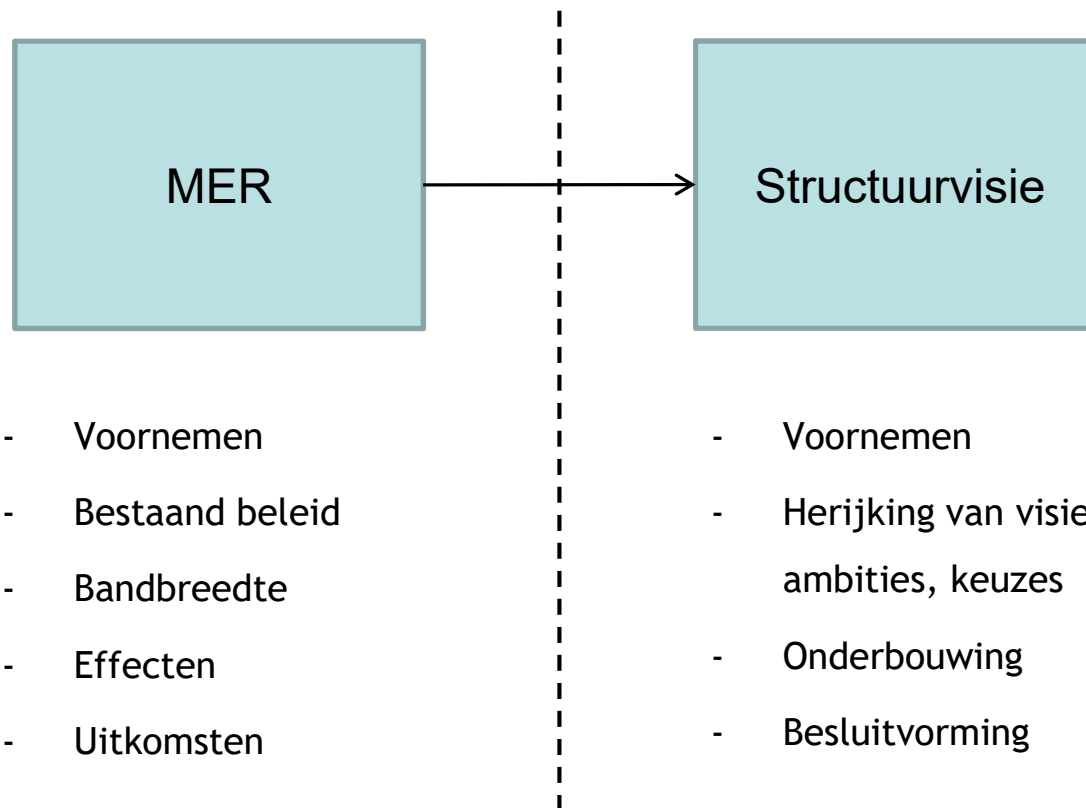 MER
Structuurvisie
- Voornemen
- Bestaand beleid
- Bandbreedte
- Effecten
- Uitkomsten
- Voornemen
- Herijking van visie
ambities, keuzes
- Onderbouwing
- Besluitvorming